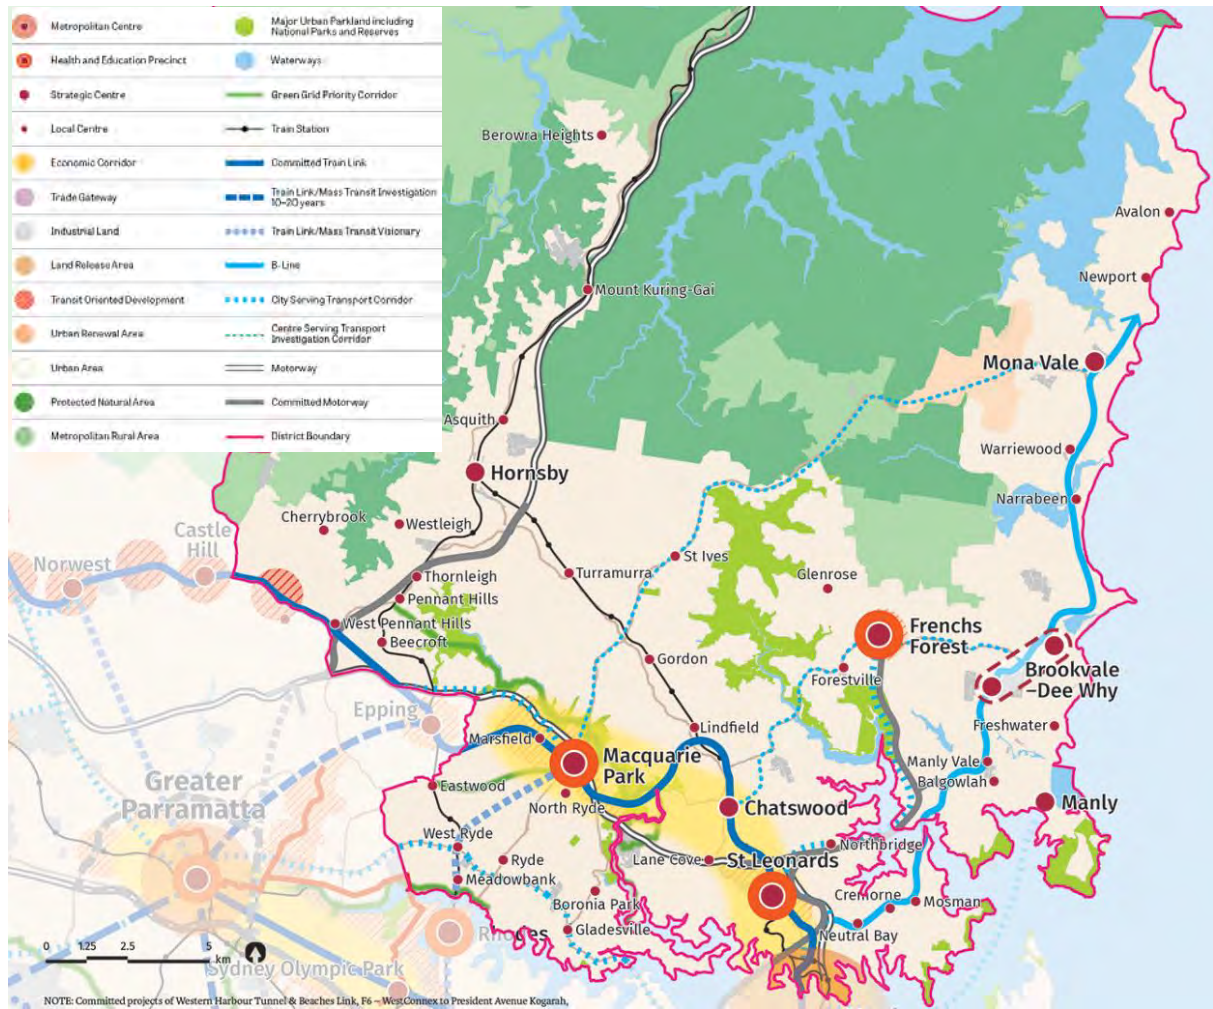 Metropolitan Centre
Health and Education Precinct
Strategic Centre
Local Centre
Economic Corridor
Trade Gateway
Industrial Land
Land Release Area
Transit Oriented Development
Urban Renewal Area
Urban Area
Protected Natural Area
Metropolitan Rural Area
Major Urban Parkland including
National Parks and Reserves
Waterways
Green Grid Priority Corridor
Train Station
Committed Train Link
Train Link/Mass Transit Investigation
10–20 years
Train Link/Mass Transit Visionary
B-Line
City Serving Transport Corridor
Centre Serving Transport
Investigation Corridor
Motorway
Committed Motorway
District Boundary
Berowra Heights
Avalon
Newport
Mount Kuring-Gai
Mona Vale
Asquith
Warriewood
Hornsby
Narrabeen
Cherrybrook
Westleigh
Castle
Hill
Norwest
St Ives
Turramurra
Glenrose
Thornleigh
Pennant Hills
West Pennant Hills
Beecroft
Frenchs
Forest
Gordon
Forestville
Brookvale
–Dee Why
Epping
Freshwater
Lindfield
Marsfield
Macquarie
Park
Manly Vale
Balgowlah
Greater
Parramatta
Eastwood
North Ryde
Chatswood
Manly
West Ryde
Northbridge
Ryde
Lane Cove
St Leonards
Meadowbank
Boronia Park
Cremorne
Mosman
Gladesville
Neutral Bay
Rhodes
Sydney Olympic Park
0 1.25 2.5 5
km
NOTE: Committed projects of Western Harbour Tunnel & Beaches Link, F6 – WestConnex to President Avenue Kogarah,